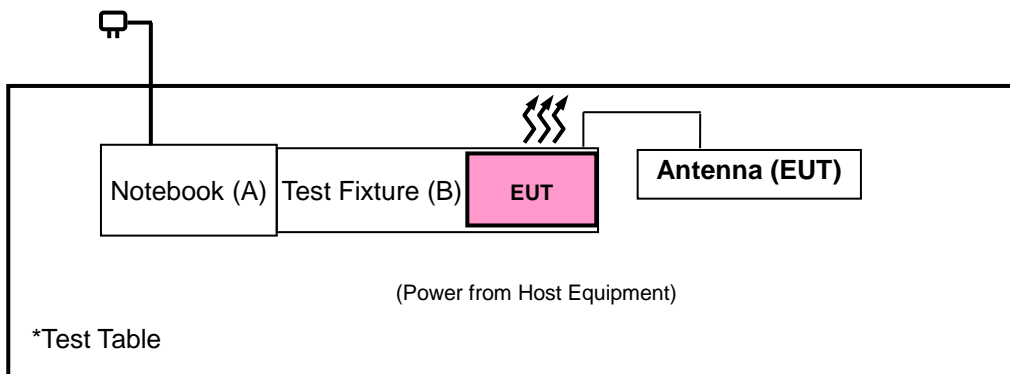 Notebook (A)
Test Fixture (B)
EUT
Antenna (EUT)
(Power from Host Equipment)
*Test Table